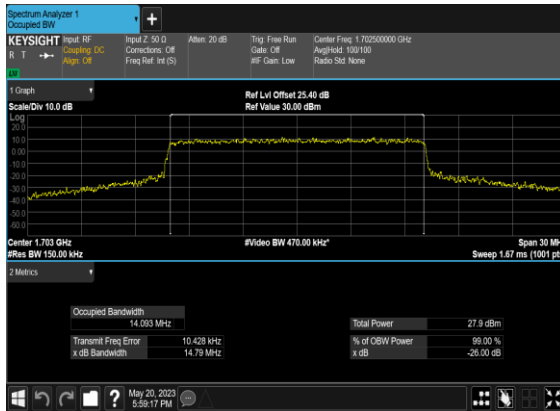 Spectrum Analyzer 1
Occupied BW
KEYSIGHT
R T
Input: RF
Coupling: DC
Align: Off
Input Z: 50 Ω
Corrections: Off
Freq Ref: Int (S)
Atten: 20 dB
Trig: Free Run
Gate: Off
#IF Gain: Low
Center Freq: 1.702500000 GHz
Avg|Hold: 100/100
Radio Std: None
1 Graph
Scale/Div 10.0 dB
Ref Lvl Offset 25.40 dB
Ref Value 30.00 dBm
Log
20.0
10.0
0.00
-10.0
-20.0
-30.0
-40.0
-50.0
-60.0
Center 1.703 GHz
#Video BW 470.00 kHz*
Span 30 MH
#Res BW 150.00 kHz
Sweep 1.67 ms (1001 pt
2 Metrics
Occupied Bandwidth
14.093 MHz
Total Power 27.9 dBm
Transmit Freq Error 10.428 kHz
% of OBW Power 99.00 %
x dB Bandwidth 14.79 MHz
x dB -26.00 dB
?
May 20, 2023
5:59:17 PM